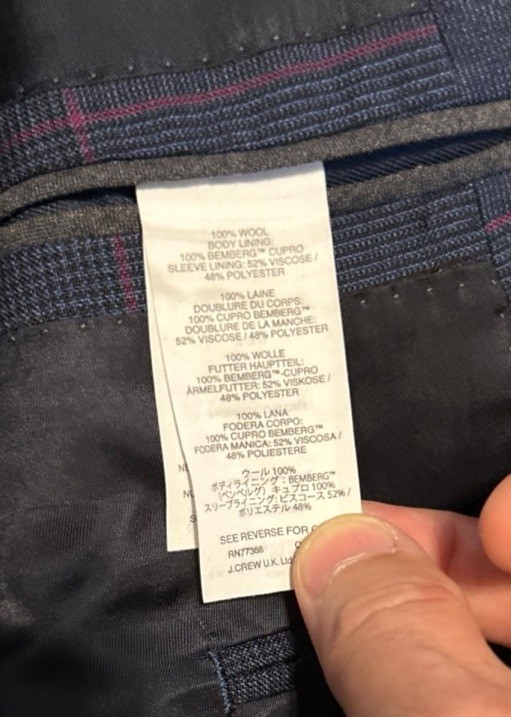 100% WOOL
BODY LINING:
100% BEMBERG™ CUPRO
SLEEVE LINING: 52% VISCOSE /
48% POLYESTER
100% LAINE
DOUBLURE DU CORPS:
100% CUPRO BEMBERG™
DOUBLURE DE LA MANCHE:
52% VISCOSE / 48% POLYESTER
100% WOLLE
FUTTER HAUPTTEIL:
100% BEMBERG™-CUPRO
ÄRMELFUTTER: 52% VISKOSE /
48% POLYESTER
100% LANA
FODERA CORPO:
100% CUPRO BEMBERG™
FODERA MANICA: 52% VISCOSA /
48% POLIESTERE
ウール 100%
ボディライニング : BEMBERG™
(ベンベルグ) キュプロ 100%
スリーブライニング: ビスコース 52% /
ポリエステル 48%
SEE REVERSE FOR
RN77366
J.CREW U.K. Ltd